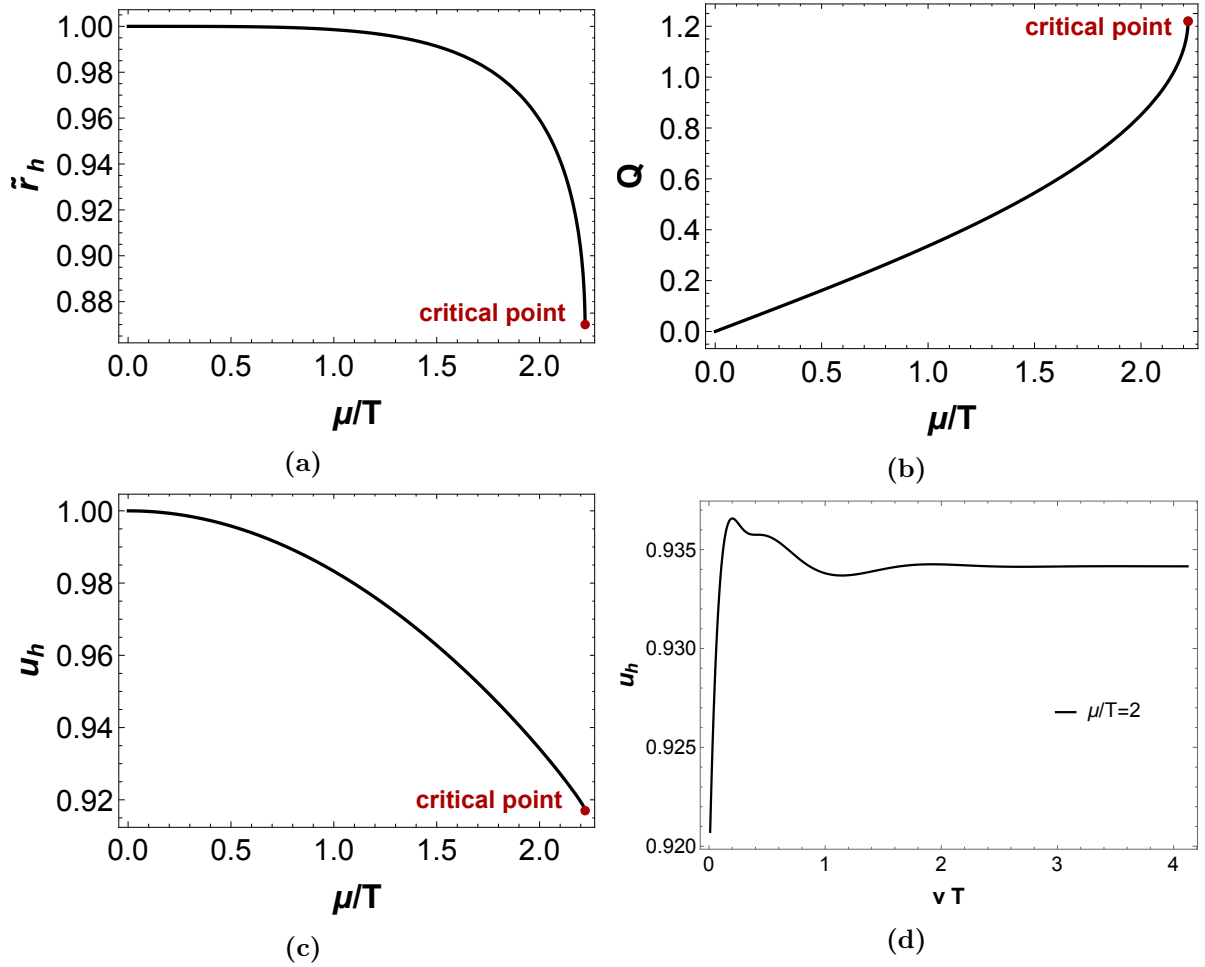 1.00
0.98
0.96
0.94
0.92
0.90
0.88
r̃h
critical point
0.0 0.5 1.0 1.5 2.0
μ/T
(a)
1.2
1.0
0.8
0.6
0.4
0.2
0.0
Q
critical point
0.0 0.5 1.0 1.5 2.0
μ/T
(b)
1.00
0.98
0.96
0.94
0.92
uh
critical point
0.0 0.5 1.0 1.5 2.0
μ/T
(c)
0.935
0.930
0.925
0.920
uh
μ/T=2
0 1 2 3 4
v T
(d)